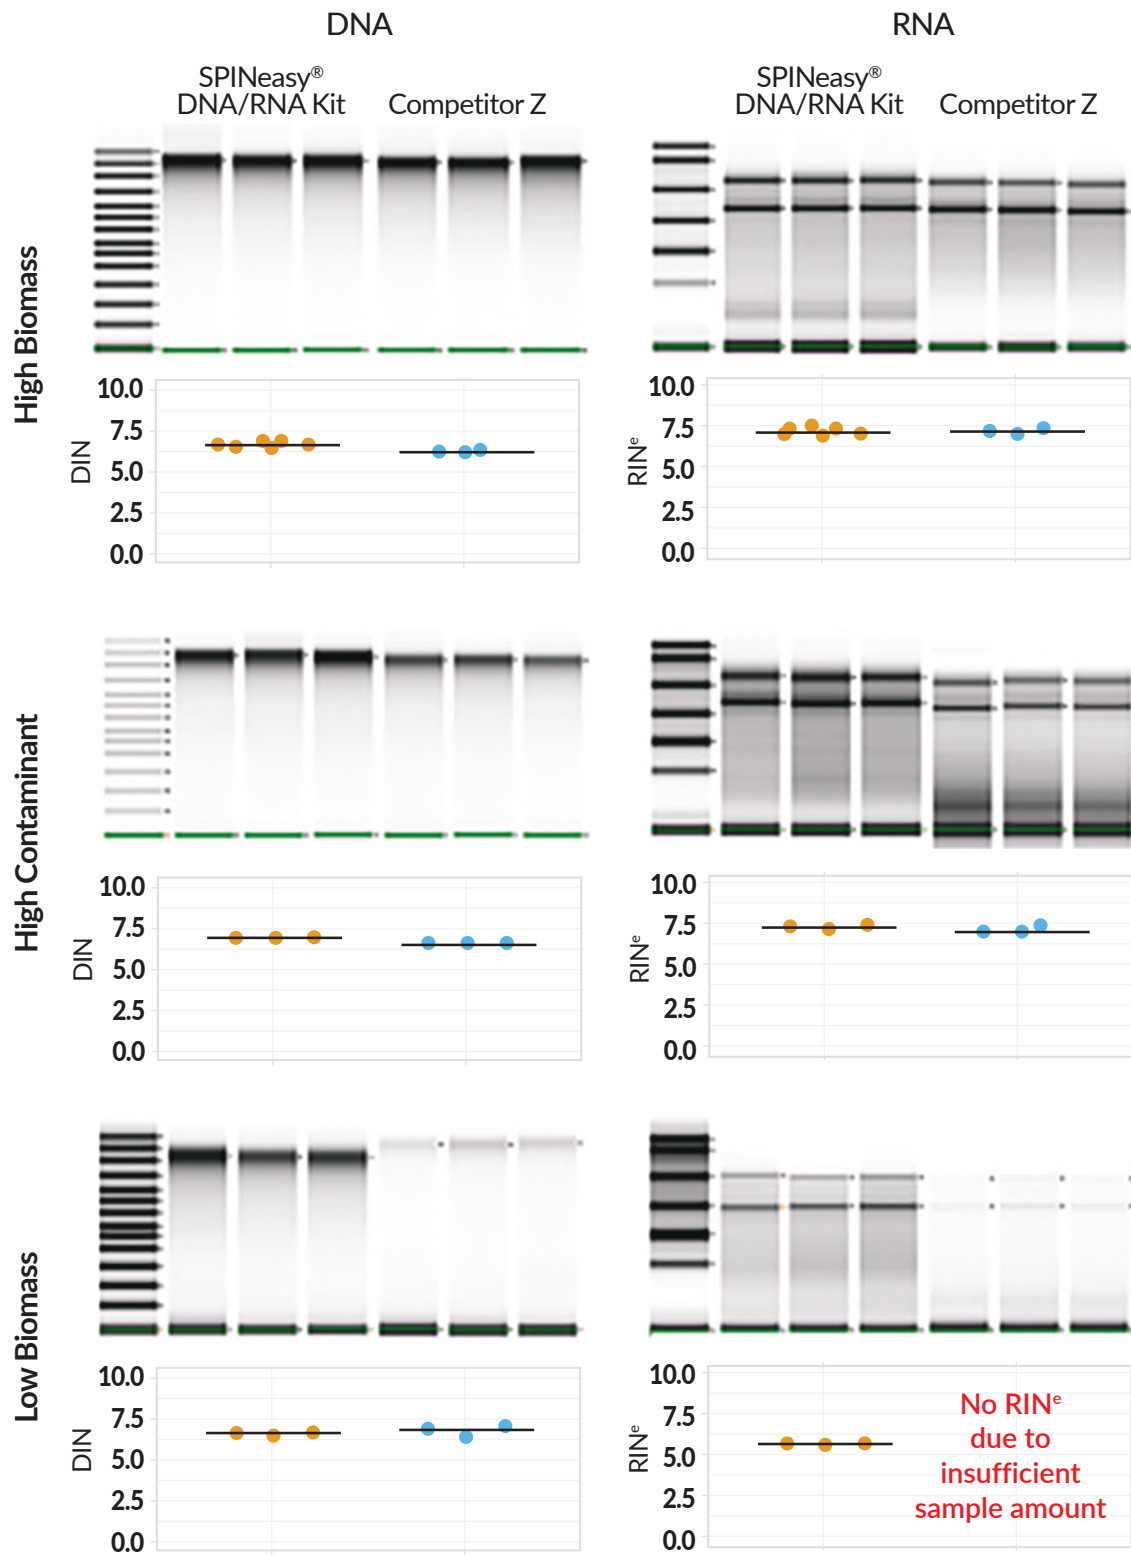 DNA
RNA
SPINeasy®
DNA/RNA Kit
Competitor Z
SPINeasy®
DNA/RNA Kit
Competitor Z
High Biomass
10.0
7.5
5.0
2.5
0.0
DIN
10.0
7.5
5.0
2.5
0.0
RINᵉ
High Contaminant
10.0
7.5
5.0
2.5
0.0
DIN
10.0
7.5
5.0
2.5
0.0
RINᵉ
Low Biomass
10.0
7.5
5.0
2.5
0.0
DIN
10.0
7.5
5.0
2.5
0.0
RINᵉ
No RINᵉ
due to
insufficient
sample amount